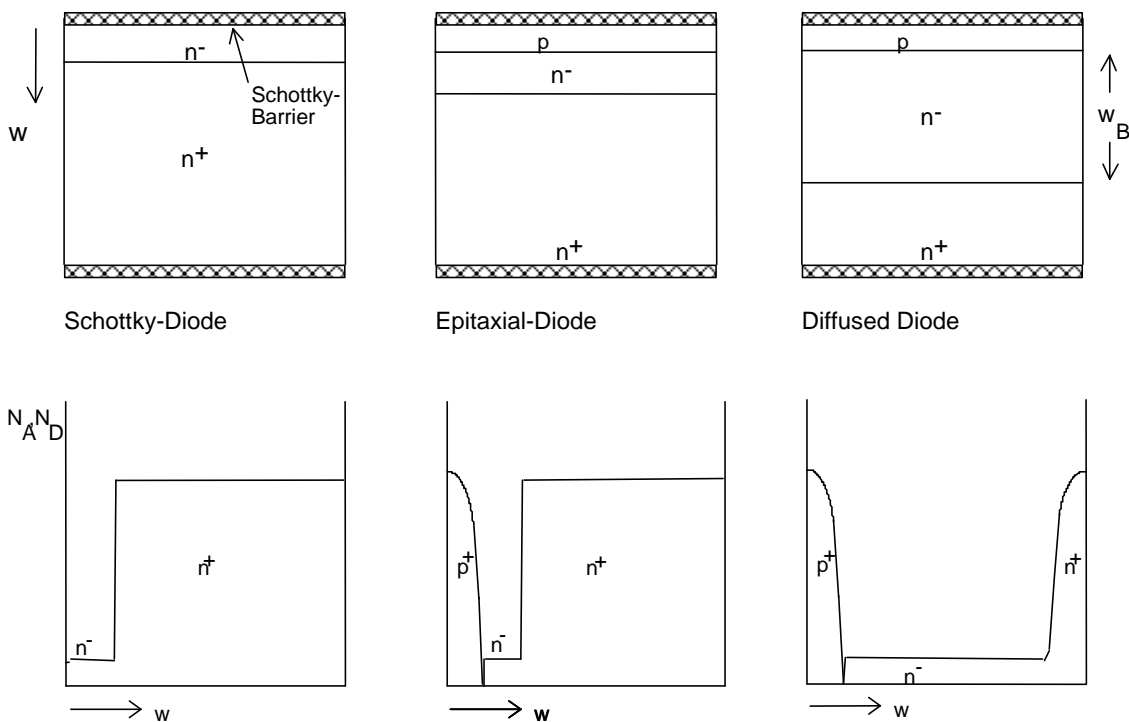 n-
p
p
n-
n-
Schottky-
Barrier
w
w
B
n+
n+
n+
Schottky-Diode
Epitaxial-Diode
Diffused Diode
N
A
,N
D
n+
p+
n+
p+
n+
n-
n-
n-
w
w
w